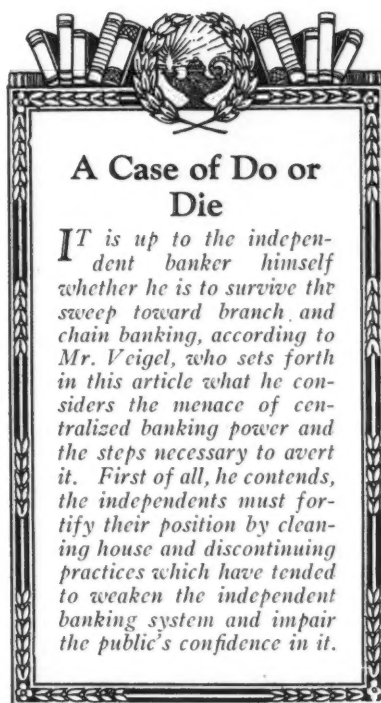 A Case of Do or
Die
IT is up to the indepen-
dent banker himself
whether he is to survive the
sweep toward branch and
chain banking, according to
Mr. Veigel, who sets forth
in this article what he con-
siders the menace of cen-
tralized banking power and
the steps necessary to avert
it. First of all, he contends,
the independents must for-
tify their position by clean-
ing house and discontinuing
practices which have tended
to weaken the independent
banking system and impair
the public's confidence in it.